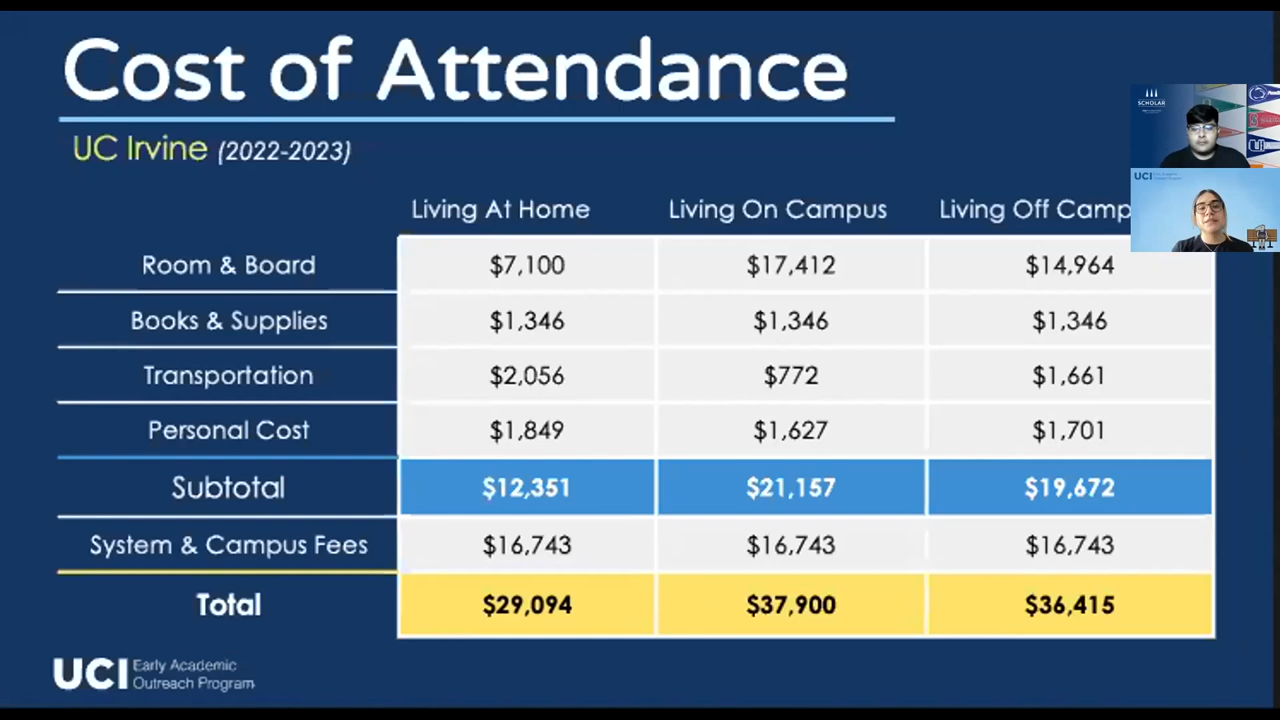 Cost of Attendance
UC Irvine (2022-2023)
Living At Home Living On Campus Living Off Camp
Room & Board $7,100 $17,412 $14,964
Books & Supplies $1,346 $1,346 $1,346
Transportation $2,056 $772 $1,661
Personal Cost $1,849 $1,627 $1,701
Subtotal $12,351 $21,157 $19,672
System & Campus Fees $16,743 $16,743 $16,743
Total $29,094 $37,900 $36,415
UCI Early Academic
Outreach Program
SCHOLAR
UCI